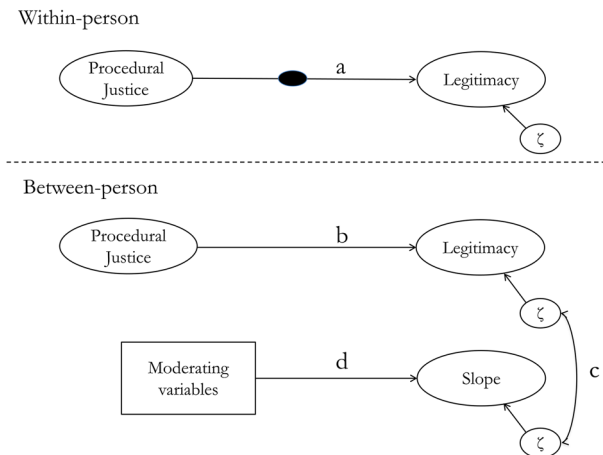 Within-person
Procedural
Justice
a
Legitimacy
ζ
Between-person
Procedural
Justice
b
Legitimacy
ζ
Moderating
variables
d
Slope
c
ζ